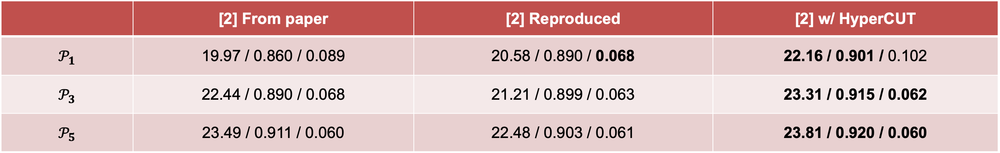 [2] From paper [2] Reproduced [2] w/ HyperCUT
𝒫₁ 19.97 / 0.860 / 0.089 20.58 / 0.890 / 0.068 22.16 / 0.901 / 0.102
𝒫₃ 22.44 / 0.890 / 0.068 21.21 / 0.899 / 0.063 23.31 / 0.915 / 0.062
𝒫₅ 23.49 / 0.911 / 0.060 22.48 / 0.903 / 0.061 23.81 / 0.920 / 0.060